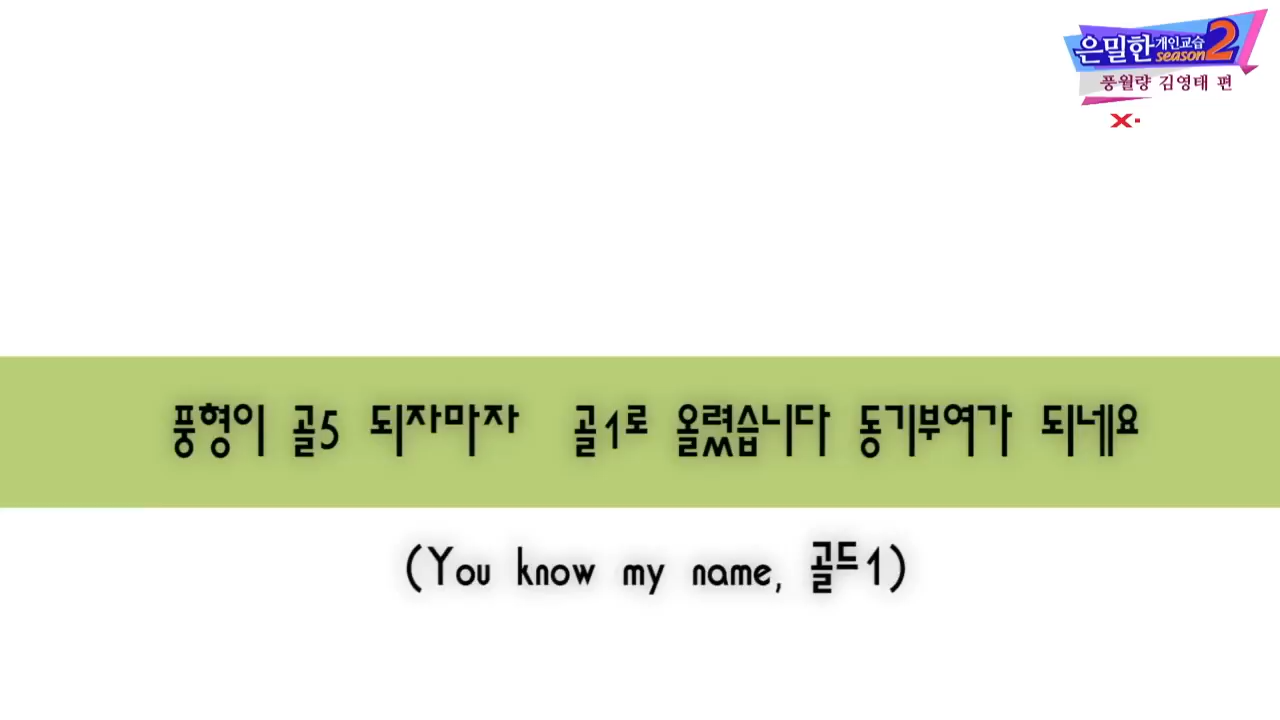 은밀한 개인교습 2
season
풍월량 김영태 편
X·
풍형이 골5 되자마자 골1로 올렸습니다 동기부여가 되네요
(You know my name, 골드1)